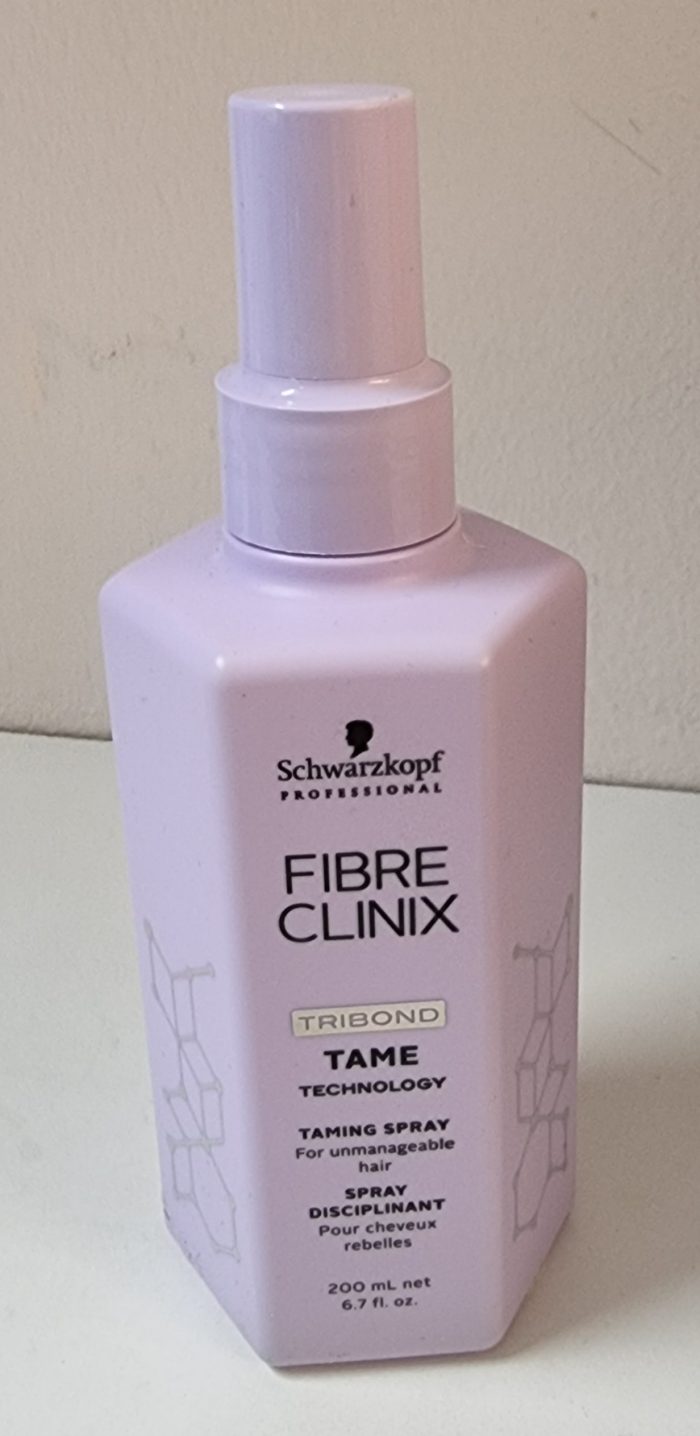 Schwarzkopf
PROFESSIONAL
FIBRE
CLINIX
TRIBOND
TAME
TECHNOLOGY
TAMING SPRAY
For unmanageable
hair
SPRAY
DISCIPLINANT
Pour cheveux
rebelles
200 mL net
6.7 fl. oz.